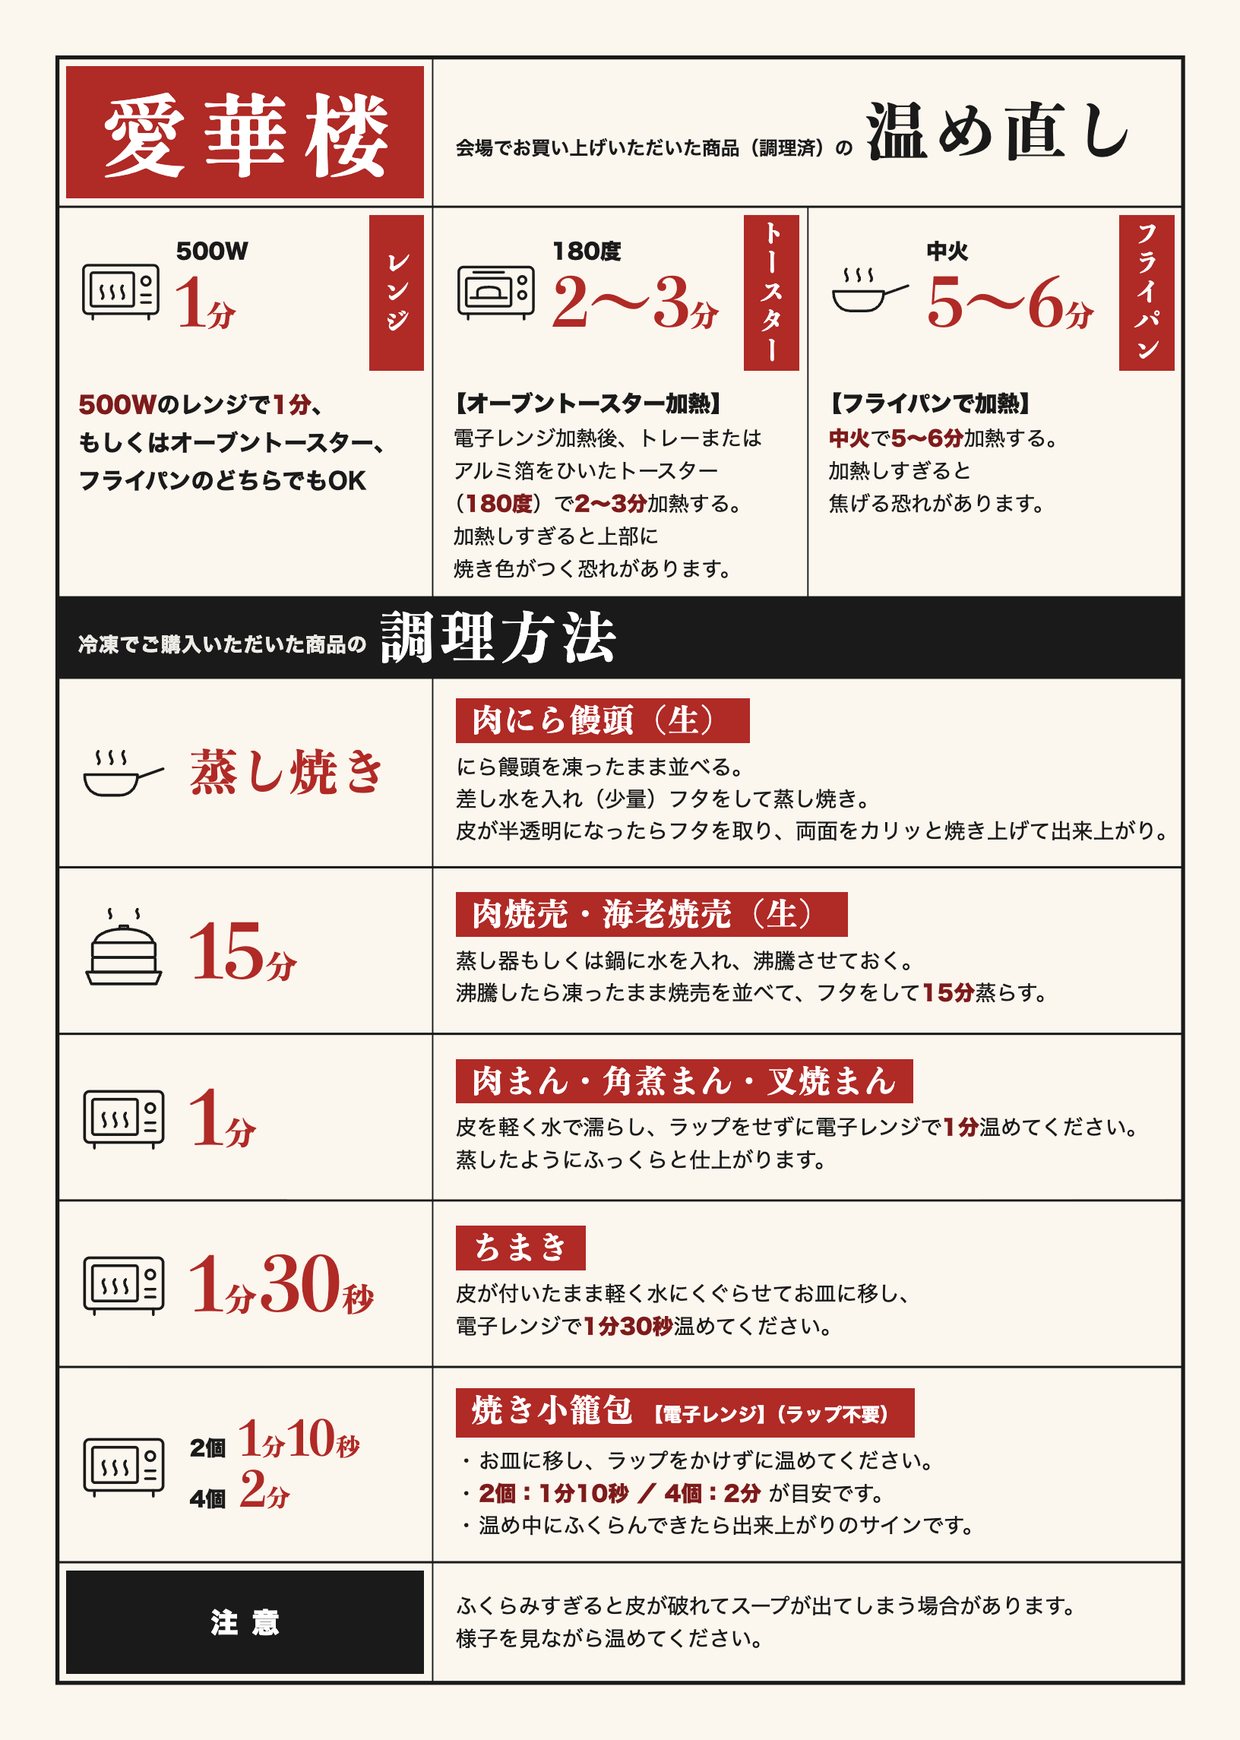 愛華楼
会場でお買い上げいただいた商品（調理済）の 温め直し
500W
1分
レンジ
500Wのレンジで1分、
もしくはオーブントースター、
フライパンのどちらでもOK
180度
2〜3分
トースター
【オーブントースター加熱】
電子レンジ加熱後、トレーまたは
アルミ箔をひいたトースター
（180度）で2〜3分加熱する。
加熱しすぎると上部に
焼き色がつく恐れがあります。
中火
5〜6分
フライパン
【フライパンで加熱】
中火で5〜6分加熱する。
加熱しすぎると
焦げる恐れがあります。
冷凍でご購入いただいた商品の 調理方法
蒸し焼き
肉にら饅頭（生）
にら饅頭を凍ったまま並べる。
差し水を入れ（少量）フタをして蒸し焼き。
皮が半透明になったらフタを取り、両面をカリッと焼き上げて出来上がり。
15分
肉焼売・海老焼売（生）
蒸し器もしくは鍋に水を入れ、沸騰させておく。
沸騰したら凍ったまま焼売を並べて、フタをして15分蒸らす。
1分
肉まん・角煮まん・叉焼まん
皮を軽く水で濡らし、ラップをせずに電子レンジで1分温めてください。
蒸したようにふっくらと仕上がります。
1分30秒
ちまき
皮が付いたまま軽く水にくぐらせてお皿に移し、
電子レンジで1分30秒温めてください。
2個 1分10秒
4個 2分
焼き小籠包 【電子レンジ】（ラップ不要）
・お皿に移し、ラップをかけずに温めてください。
・2個：1分10秒 ／ 4個：2分 が目安です。
・温め中にふくらんできたら出来上がりのサインです。
注意
ふくらみすぎると皮が破れてスープが出てしまう場合があります。
様子を見ながら温めてください。